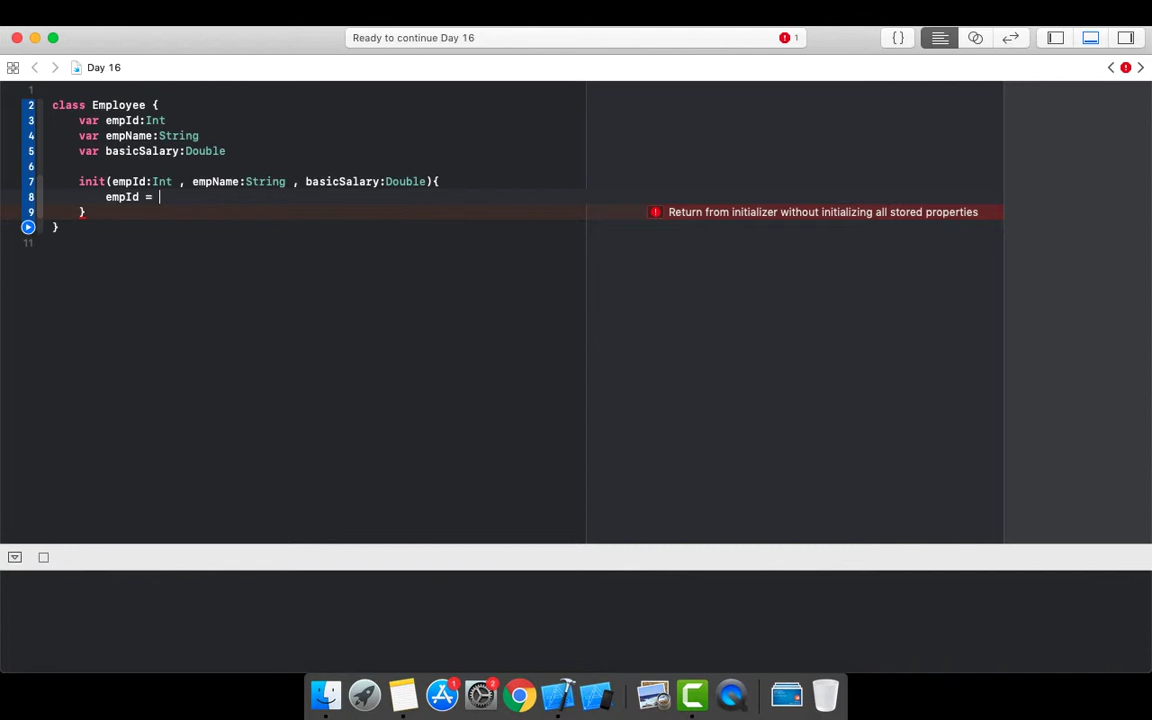 Ready to continue Day 16
1
{ }
Day 16
1
2 class Employee {
3 var empId:Int
4 var empName:String
5 var basicSalary:Double
6
7 init(empId:Int , empName:String , basicSalary:Double){
8 empId =
9 } Return from initializer without initializing all stored properties
}
11
1
2